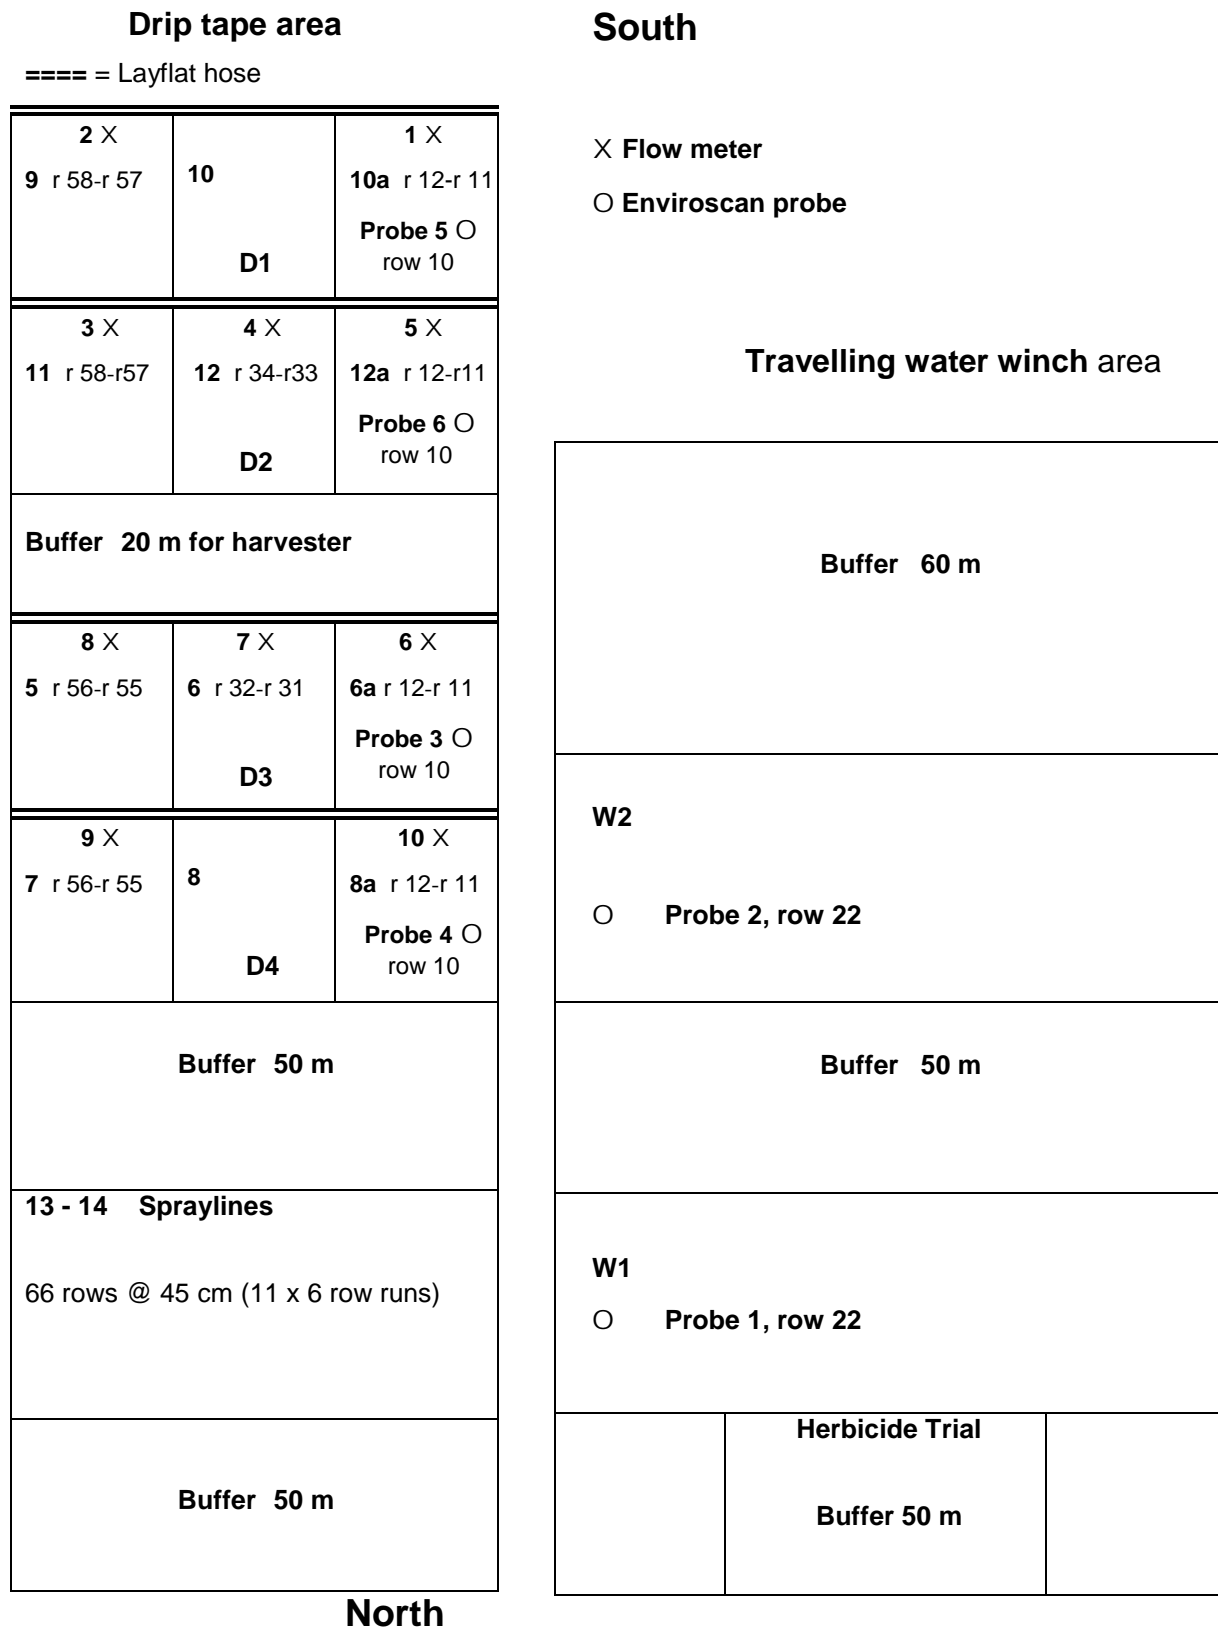 Drip tape area
South
==== = Layflat hose
2 X
1 X
9 r 58-r 57
10
10a r 12-r 11
Probe 5 O
D1
row 10
X Flow meter
O Enviroscan probe
3 X
4 X
5 X
11 r 58-r57
12 r 34-r33
12a r 12-r11
Probe 6 O
D2
row 10
Travelling water winch area
Buffer 20 m for harvester
Buffer 60 m
8 X
7 X
6 X
5 r 56-r 55
6 r 32-r 31
6a r 12-r 11
Probe 3 O
D3
row 10
9 X
10 X
7 r 56-r 55
8
8a r 12-r 11
Probe 4 O
D4
row 10
W2
O Probe 2, row 22
Buffer 50 m
Buffer 50 m
13 - 14 Spraylines
66 rows @ 45 cm (11 x 6 row runs)
W1
O Probe 1, row 22
Buffer 50 m
Herbicide Trial
Buffer 50 m
North